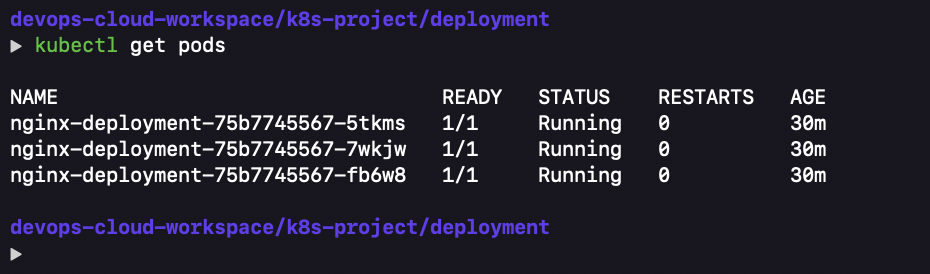 devops-cloud-workspace/k8s-project/deployment
▶ kubectl get pods
NAME                                READY   STATUS    RESTARTS   AGE
nginx-deployment-75b7745567-5tkms   1/1     Running   0          30m
nginx-deployment-75b7745567-7wkjw   1/1     Running   0          30m
nginx-deployment-75b7745567-fb6w8   1/1     Running   0          30m
devops-cloud-workspace/k8s-project/deployment
▶